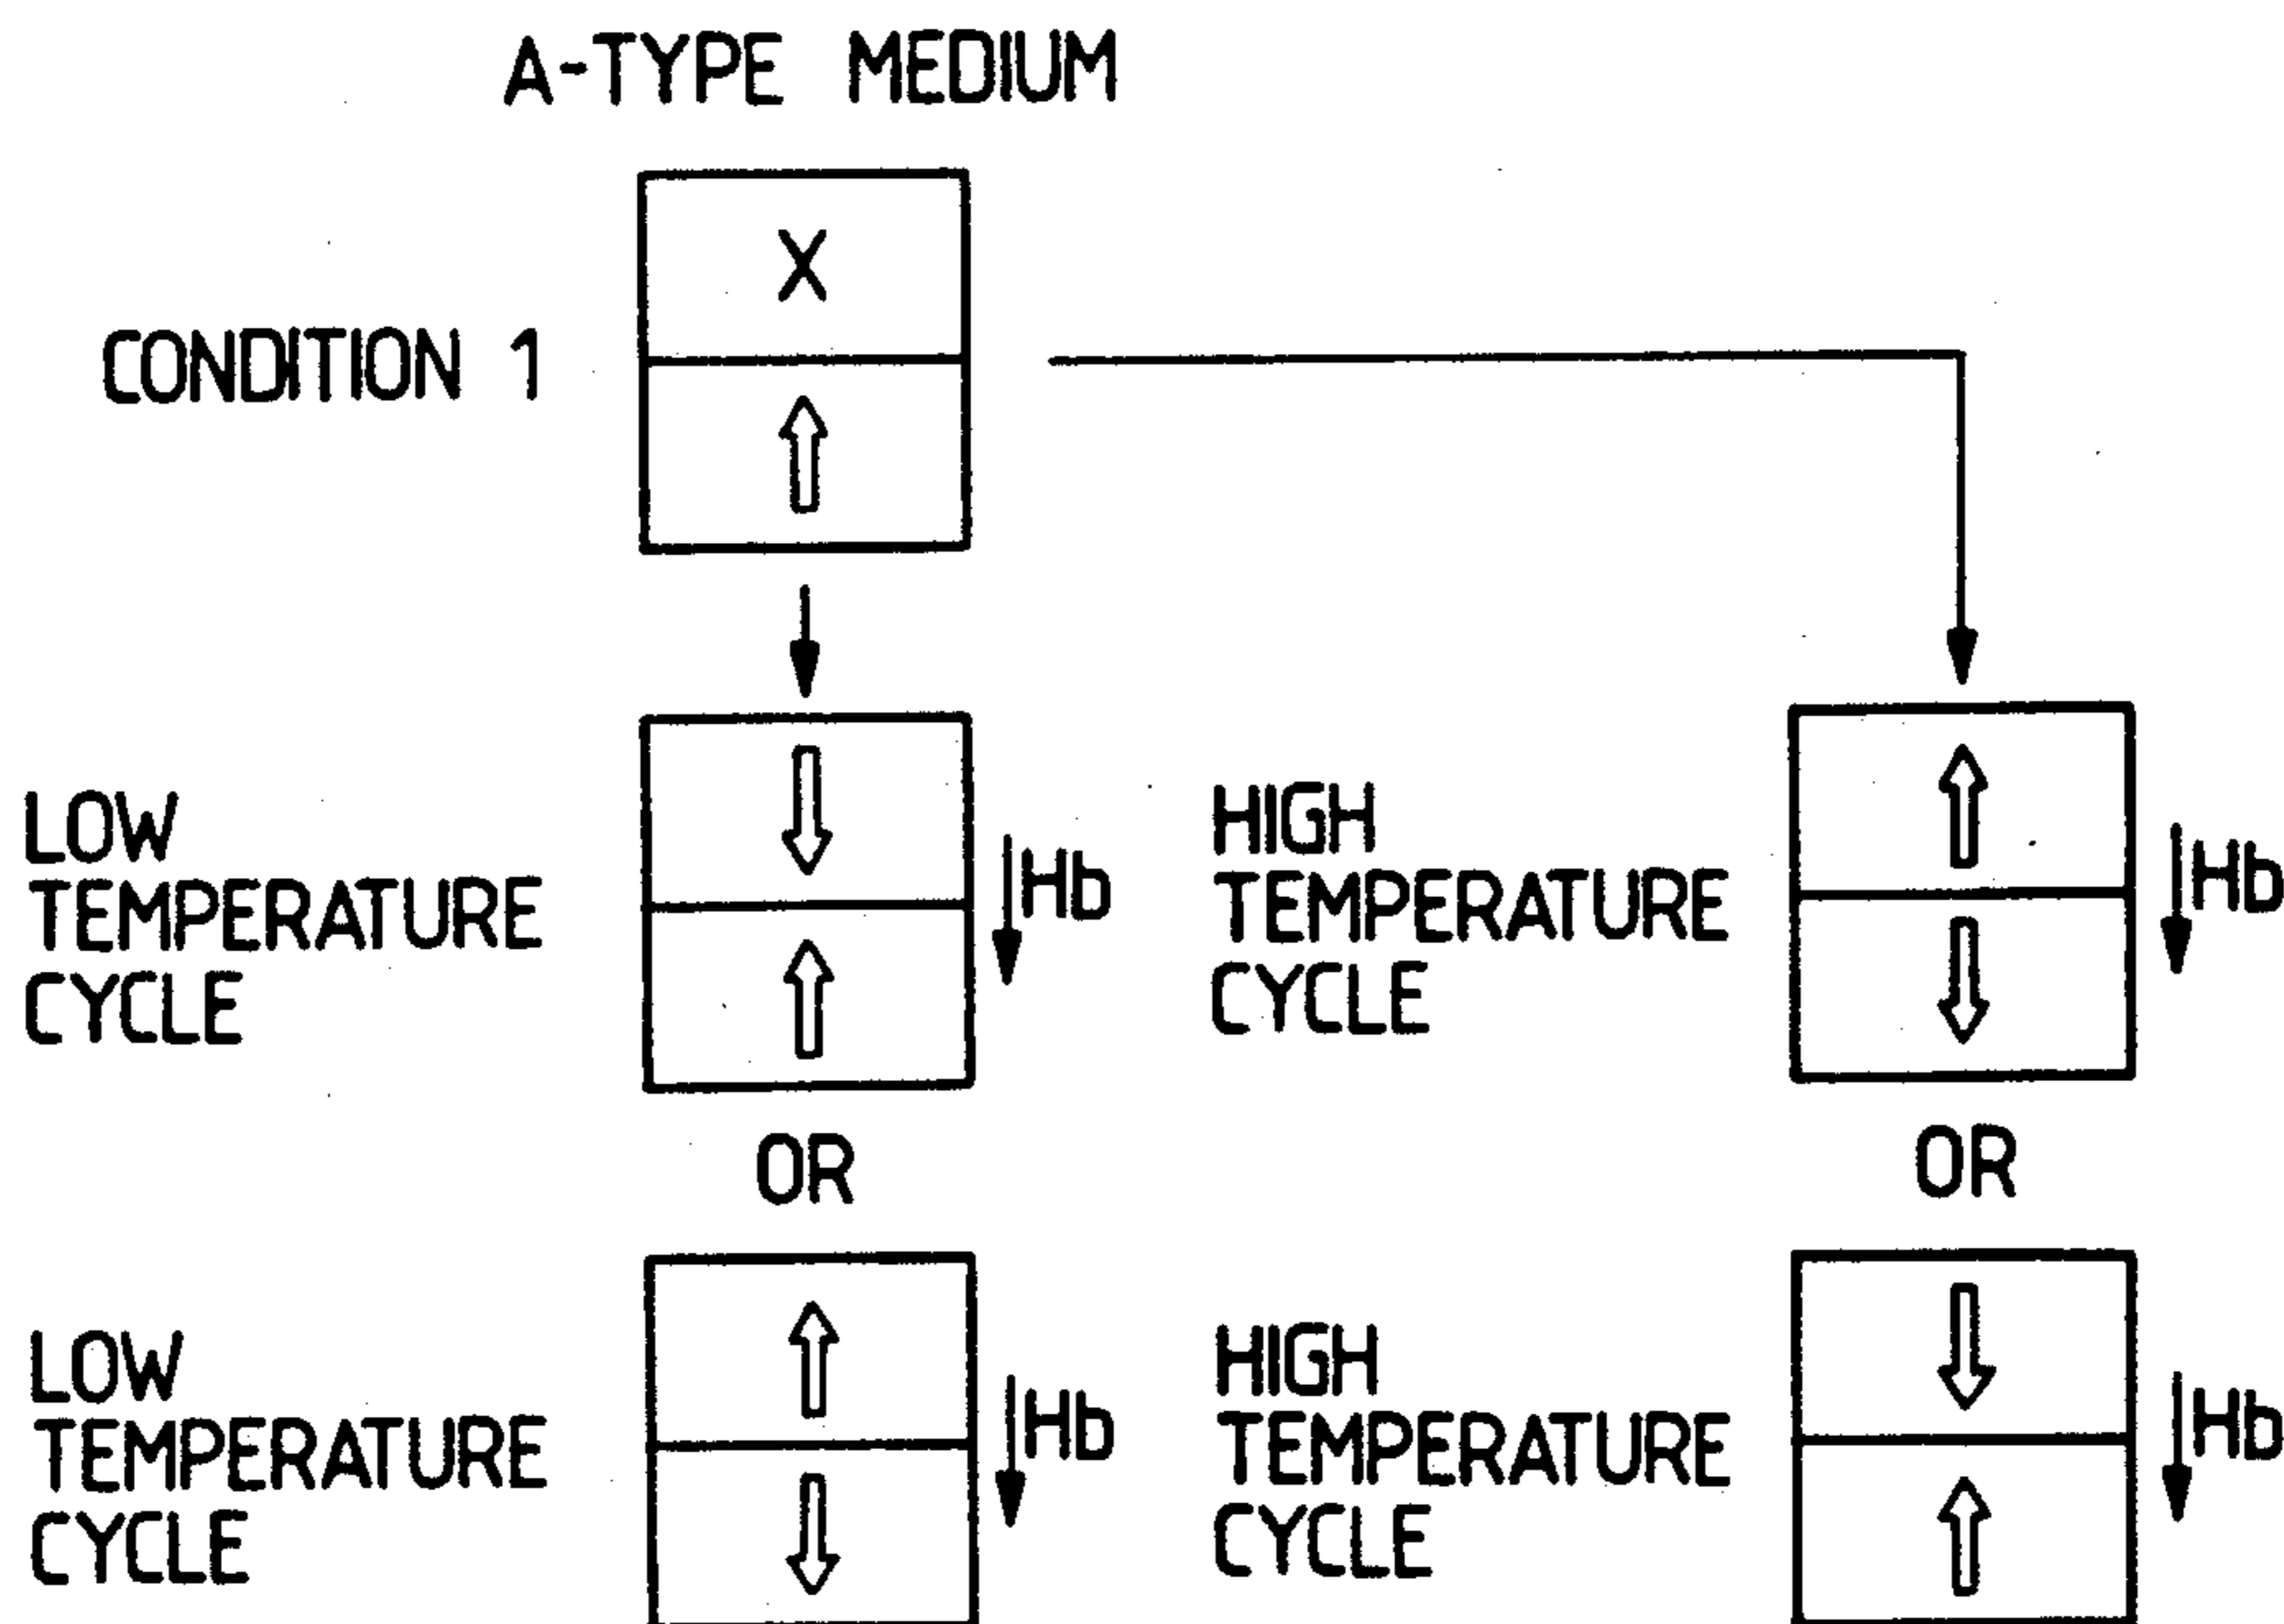 A-TYPE MEDIUM
X
CONDITION 1
LOW
TEMPERATURE
CYCLE
Hb
HIGH
TEMPERATURE
CYCLE
Hb
OR
OR
LOW
TEMPERATURE
CYCLE
Hb
HIGH
TEMPERATURE
CYCLE
Hb